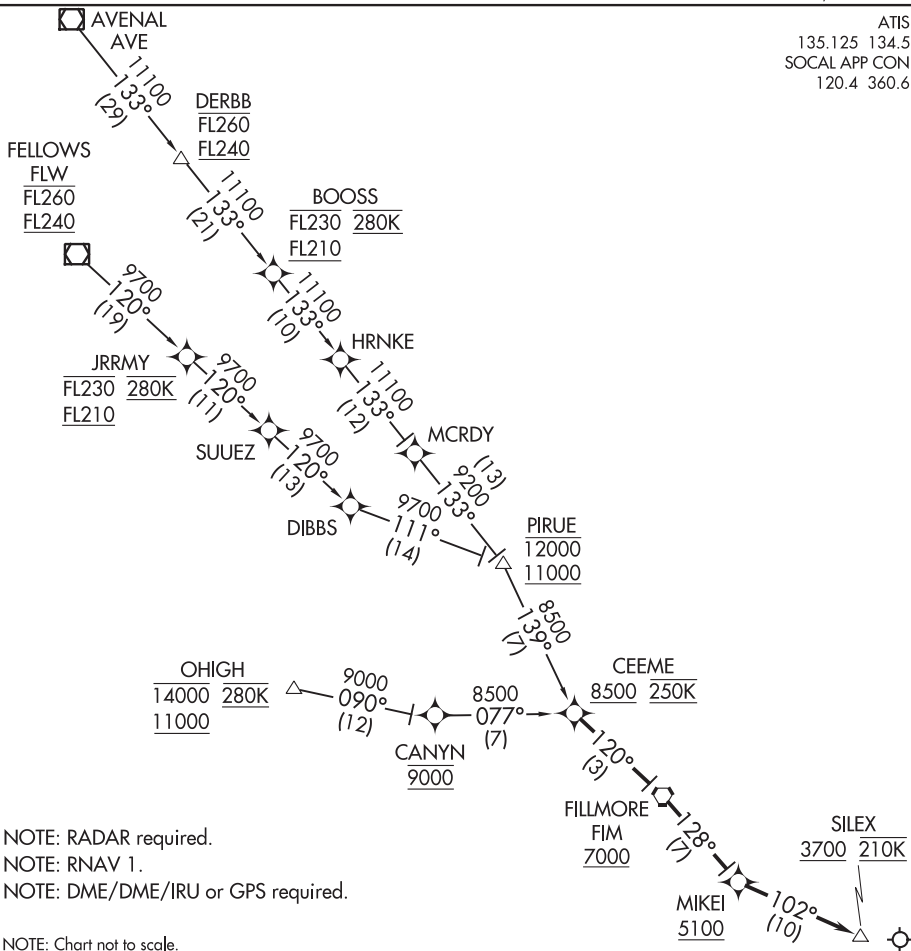 AVENAL
AVE
ATIS
135.125 134.5
SOCAL APP CON
120.4 360.6
11100
133°
(29)
DERBB
FL260
FL240
FELLOWS
FLW
FL260
FL240
11100
133°
(21)
BOOSS
FL230 280K
FL210
9700
120°
(19)
11100
133°
(10)
HRNKE
JRRMY
FL230 280K
FL210
9700
120°
(11)
11100
133°
(12)
SUUEZ
MCRDY
9700
120°
(13)
(13)
9200
133°
DIBBS
9700
111°
(14)
PIRUE
12000
11000
8500
139°
(7)
OHIGH
14000 280K
11000
9000
090°
(12)
8500
077°
(7)
CEEME
8500 250K
CANYN
9000
120°
(3)
FILLMORE
FIM
7000
128°
(7)
SILEX
3700 210K
MIKEI
5100
102°
(10)
NOTE: RADAR required.
NOTE: RNAV 1.
NOTE: DME/DME/IRU or GPS required.
NOTE: Chart not to scale.